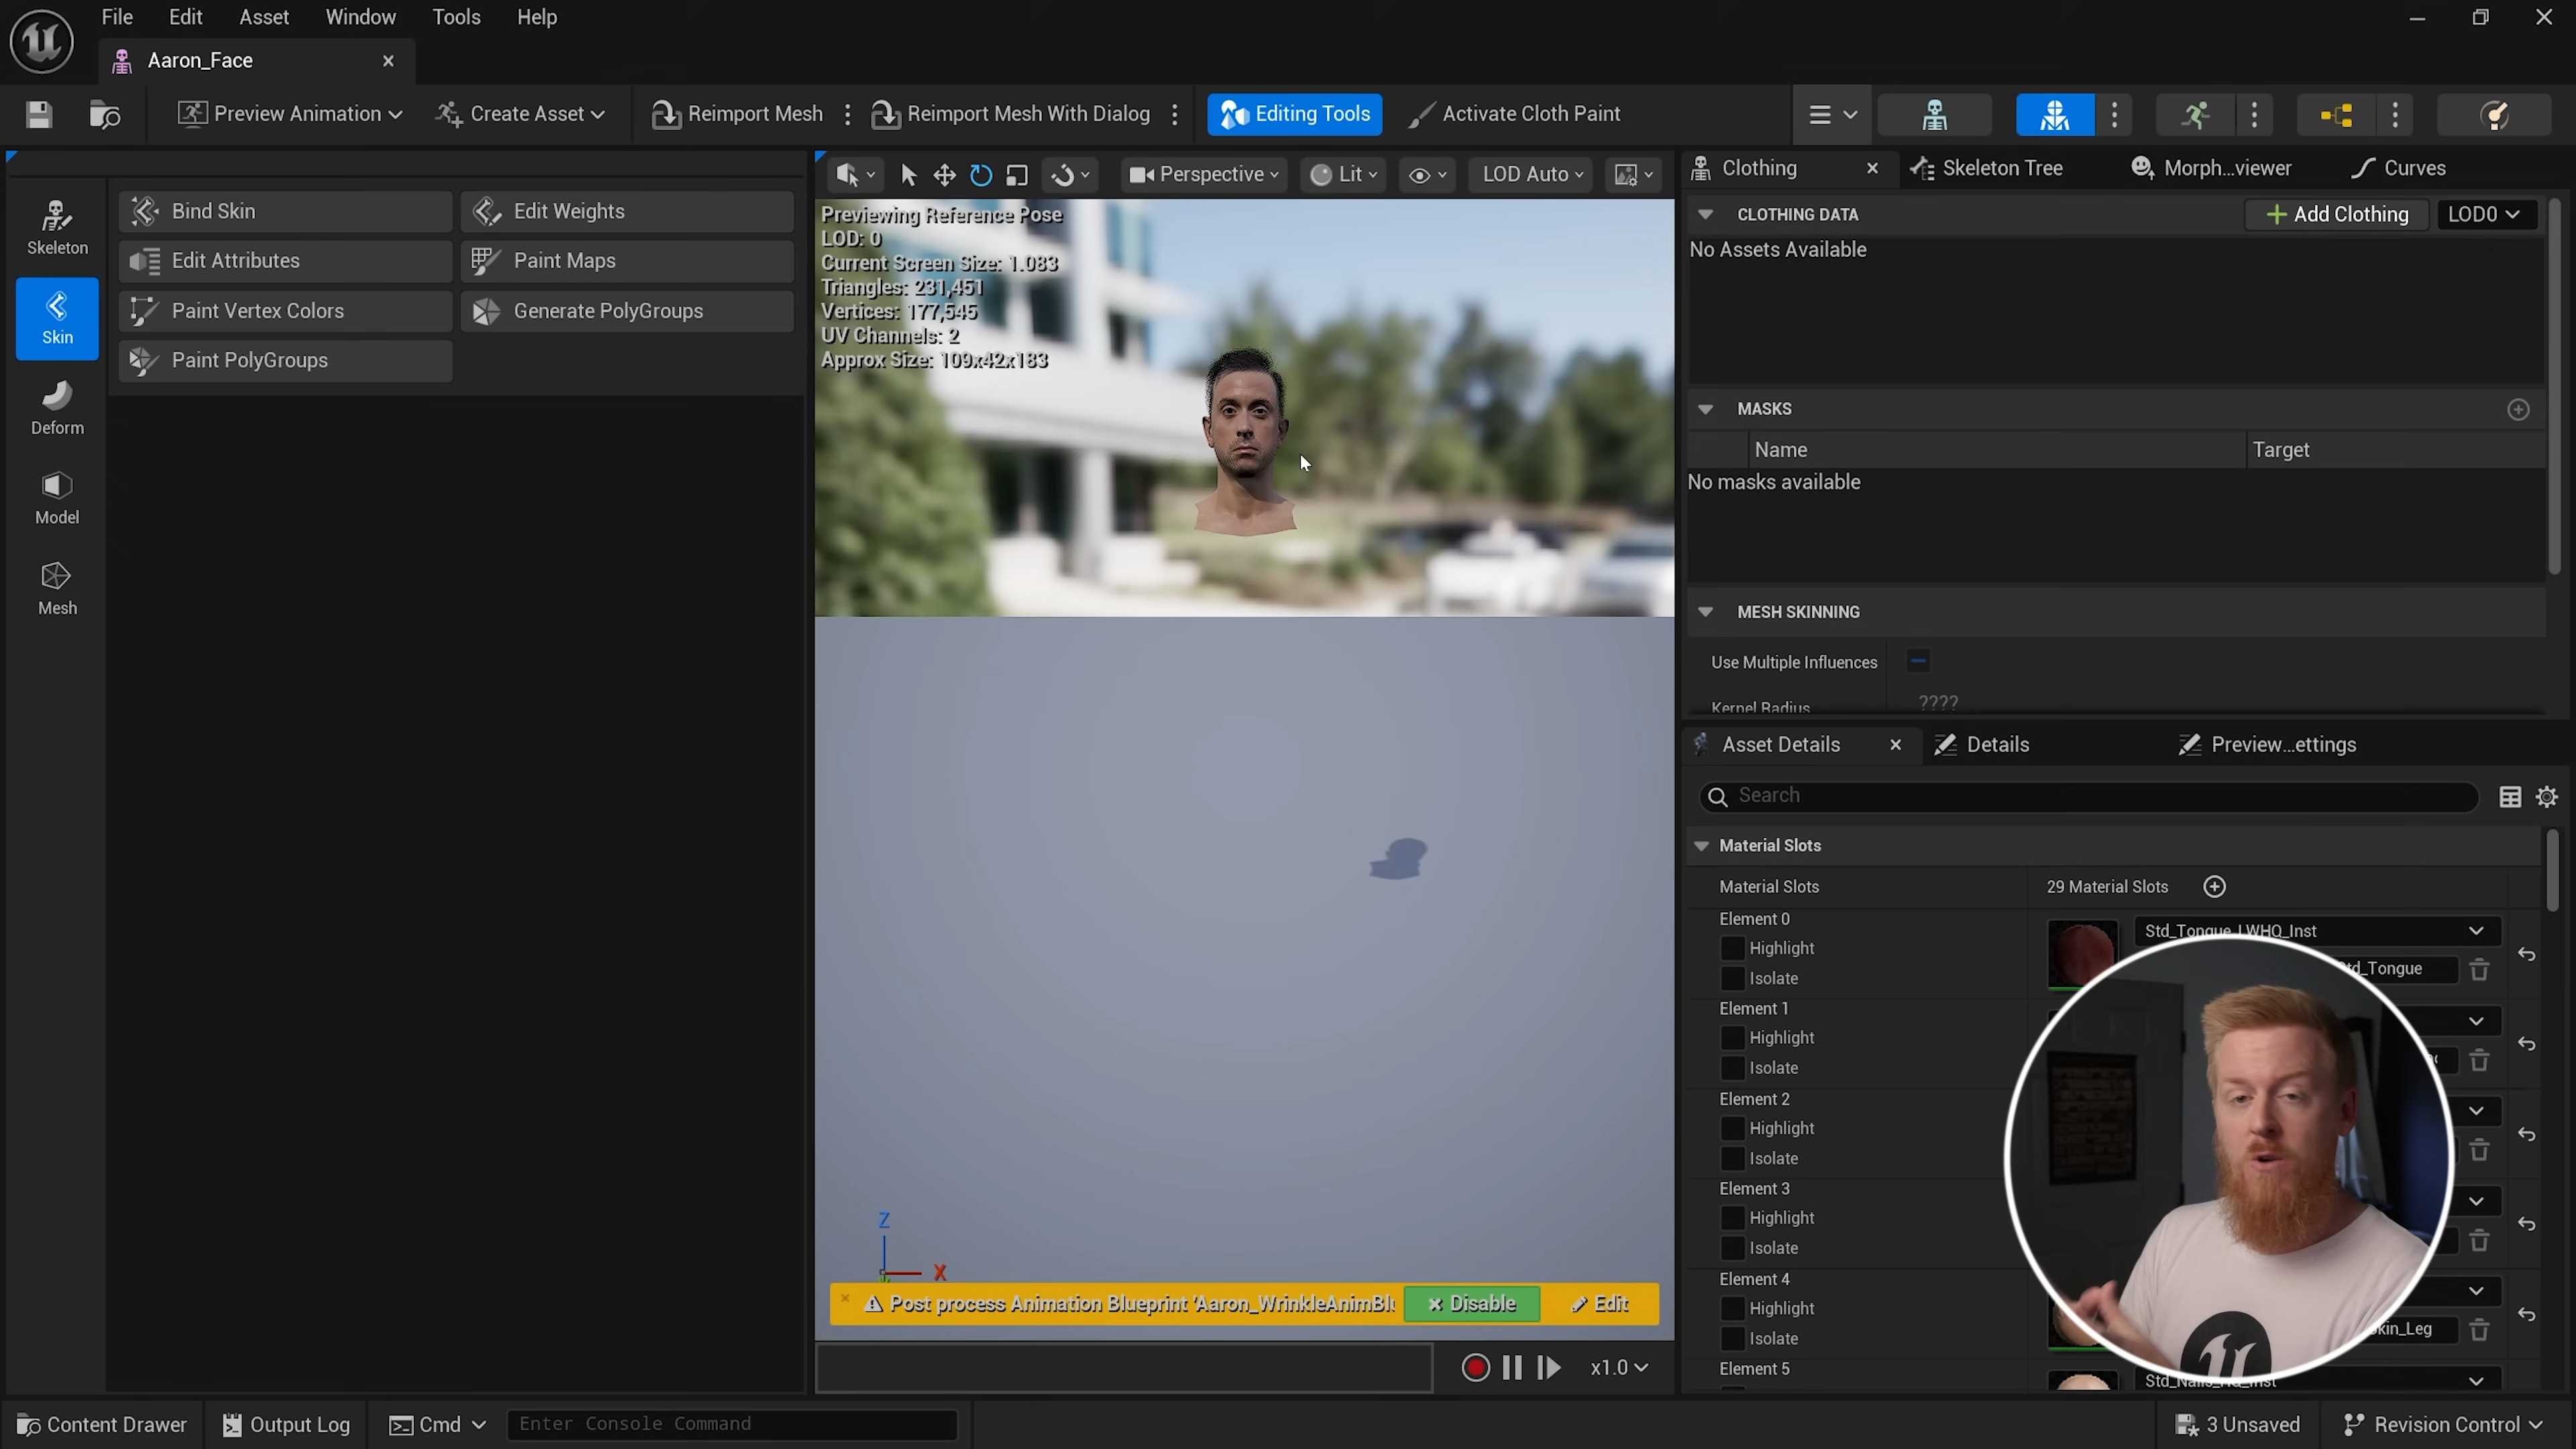 File Edit Asset Window Tools Help
Aaron_Face
Preview Animation Create Asset Reimport Mesh Reimport Mesh With Dialog Editing Tools Activate Cloth Paint
Skeleton
Skin
Deform
Model
Mesh
Bind Skin Edit Weights
Edit Attributes Paint Maps
Paint Vertex Colors Generate PolyGroups
Paint PolyGroups
Perspective Lit LOD Auto
Previewing Reference Pose
LOD: 0
Current Screen Size: 1.083
Triangles: 231,451
Vertices: 177,545
UV Channels: 2
Approx Size: 109x42x183
Z
X
Post process Animation Blueprint 'Aaron_WrinkleAnimBlu Disable Edit
x1.0
Clothing Skeleton Tree Morph...viewer Curves
CLOTHING DATA Add Clothing LOD0
No Assets Available
MASKS
Name Target
No masks available
MESH SKINNING
Use Multiple Influences
Kernel Radius ????
Asset Details Details Preview...ettings
Search
Material Slots
Material Slots 29 Material Slots
Element 0 Std_Tongue_LWHQ_Inst
Highlight
Isolate Std_Tongue
Element 1
Highlight
Isolate
Element 2
Highlight
Isolate
Element 3
Highlight
Isolate
Element 4
Highlight
Isolate kin_Leg
Element 5
Content Drawer Output Log Cmd Enter Console Command 3 Unsaved Revision Control